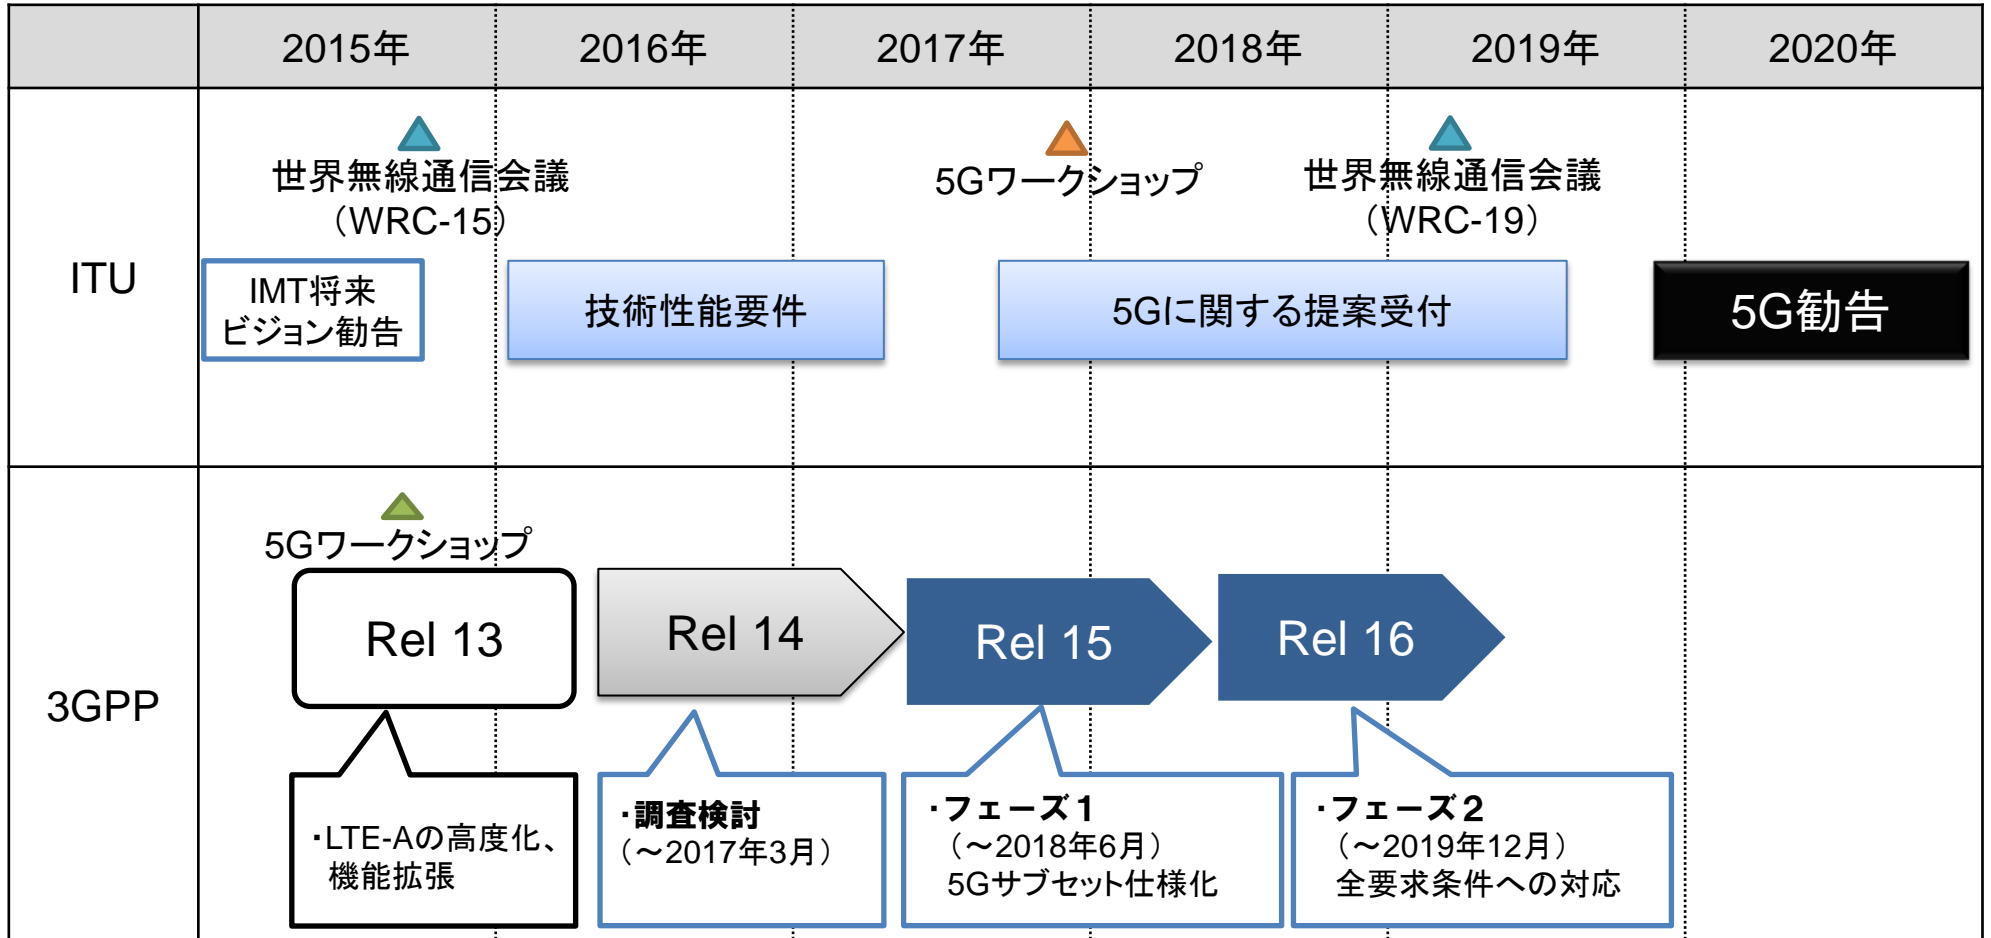 2015年
2016年
2017年
2018年
2019年
2020年
ITU
世界無線通信会議
（WRC-15）
5Gワークショップ
世界無線通信会議
（WRC-19）
IMT将来
ビジョン勧告
技術性能要件
5Gに関する提案受付
5G勧告
3GPP
5Gワークショップ
Rel 13
Rel 14
Rel 15
Rel 16
・LTE-Aの高度化、
機能拡張
・調査検討
（～2017年3月）
・フェーズ１
（～2018年6月）
5Gサブセット仕様化
・フェーズ２
（～2019年12月）
全要求条件への対応